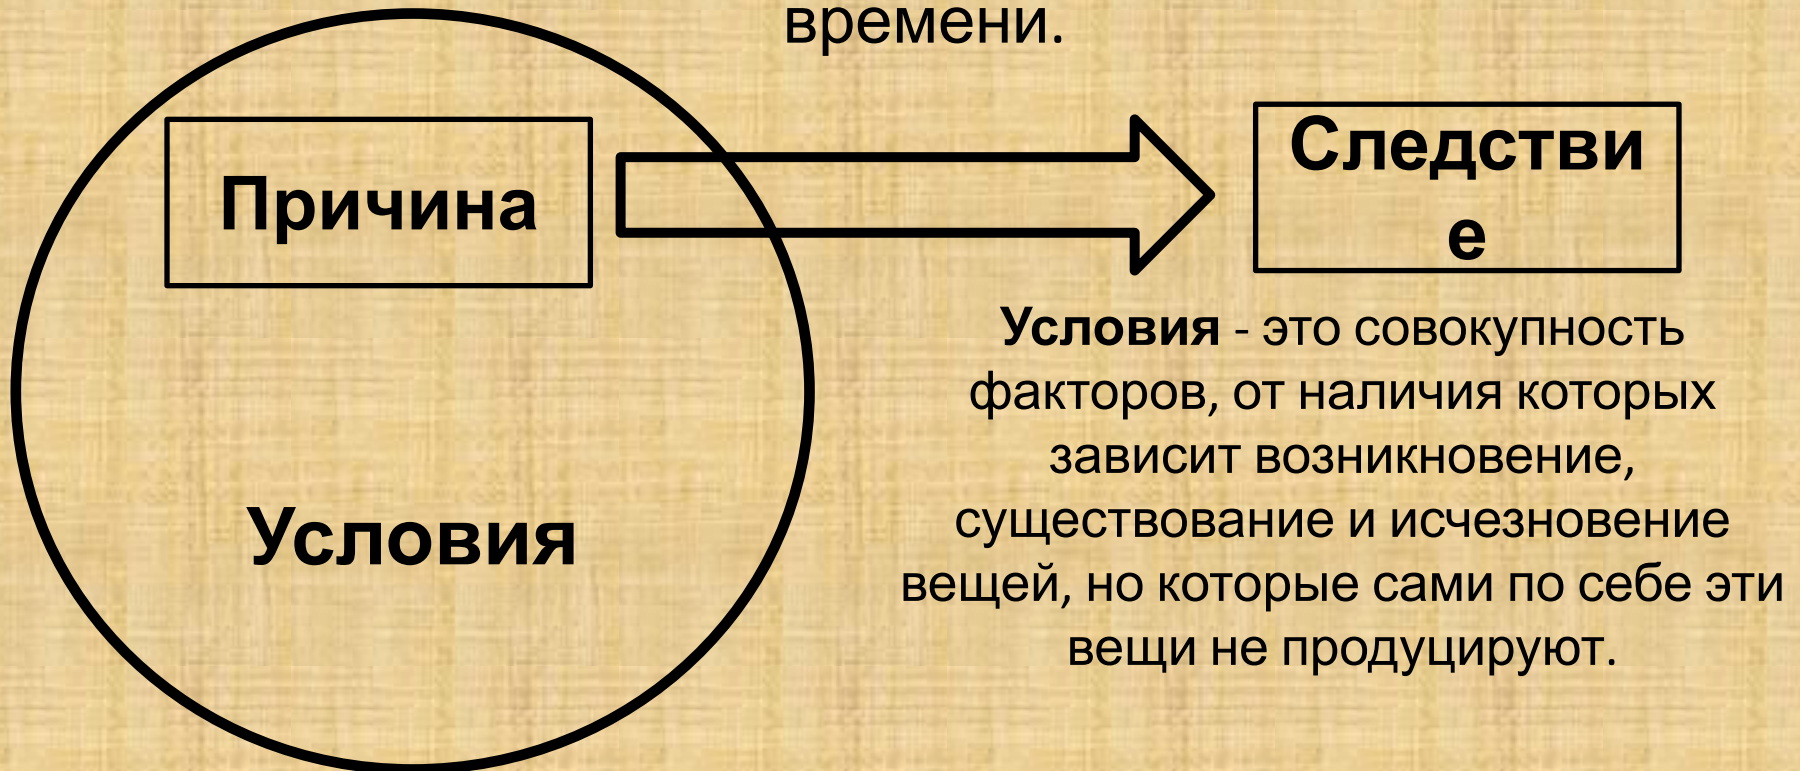 времени.
Причина
Следстви
е
Условия
Условия - это совокупность
факторов, от наличия которых
зависит возникновение,
существование и исчезновение
вещей, но которые сами по себе эти
вещи не продуцируют.